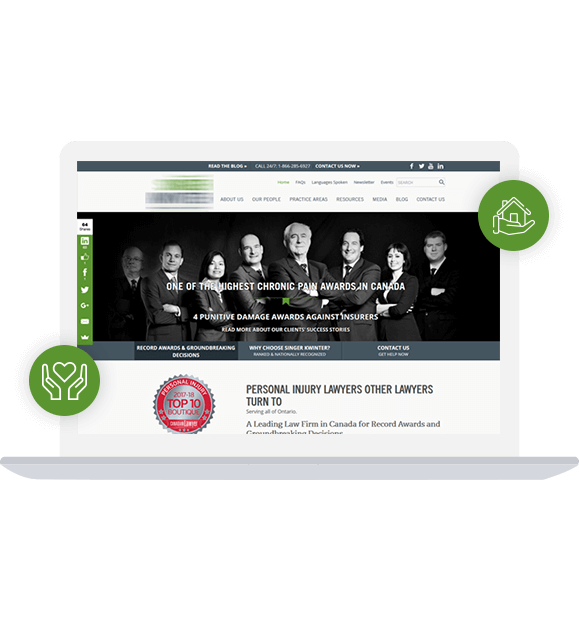 READ THE BLOG »
CALL 24/7: 1-866-285-6927
CONTACT US NOW »
Home
FAQs
Languages Spoken
Newsletter
Events
SEARCH
ABOUT US
OUR PEOPLE
PRACTICE AREAS
RESOURCES
MEDIA
BLOG
CONTACT US
64
Shares
ONE OF THE HIGHEST CHRONIC PAIN AWARDS IN CANADA
4 PUNITIVE DAMAGE AWARDS AGAINST INSURERS
READ MORE ABOUT OUR CLIENTS' SUCCESS STORIES
RECORD AWARDS & GROUNDBREAKING
DECISIONS
WHY CHOOSE SINGER KWINTER?
RANKED & NATIONALLY RECOGNIZED
CONTACT US
GET HELP NOW
PERSONAL INJURY
2017-18
TOP 10
BOUTIQUE
CANADIAN Lawyer
PERSONAL INJURY LAWYERS OTHER LAWYERS
TURN TO
Serving all of Ontario.
A Leading Law Firm in Canada for Record Awards and
Groundbreaking Decisions